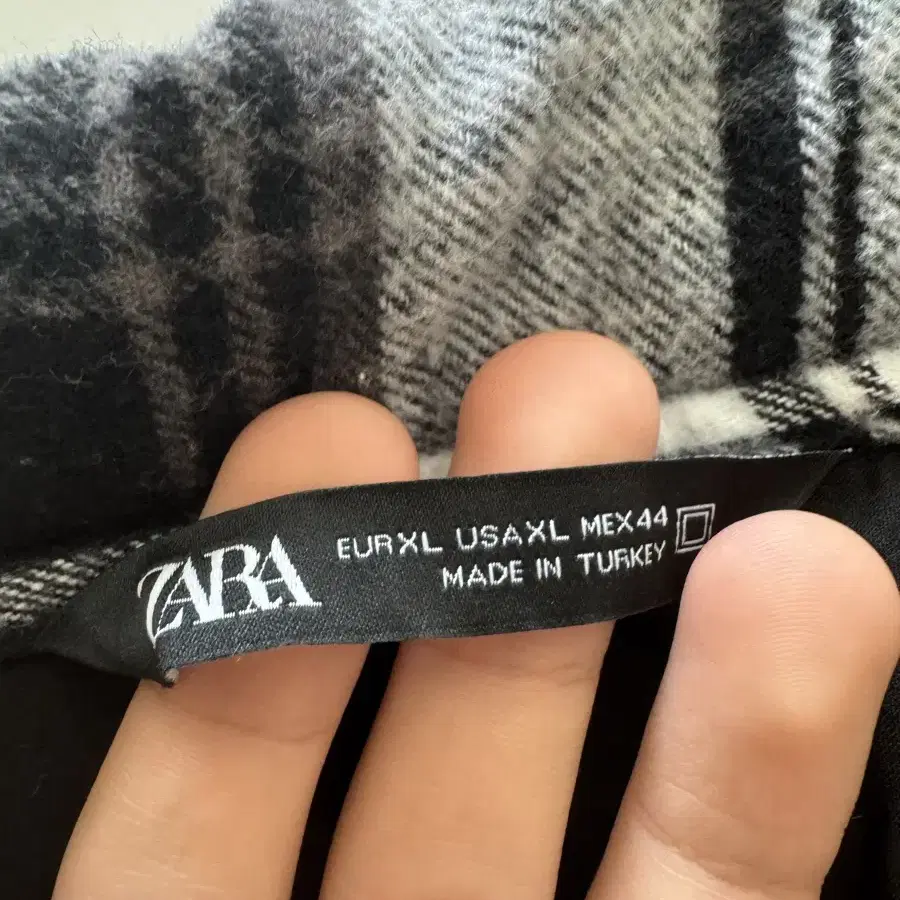 ZARA
EUR XL USA XL MEX 44
MADE IN TURKEY